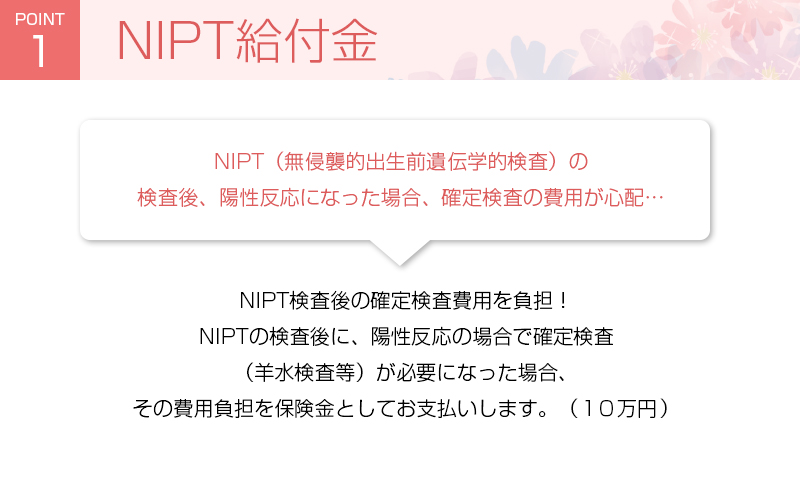 POINT
1
NIPT給付金
NIPT（無侵襲的出生前遺伝学的検査）の
検査後、陽性反応になった場合、確定検査の費用が心配…
NIPT検査後の確定検査費用を負担！
NIPTの検査後に、陽性反応の場合で確定検査
（羊水検査等）が必要になった場合、
その費用負担を保険金としてお支払いします。（１０万円）